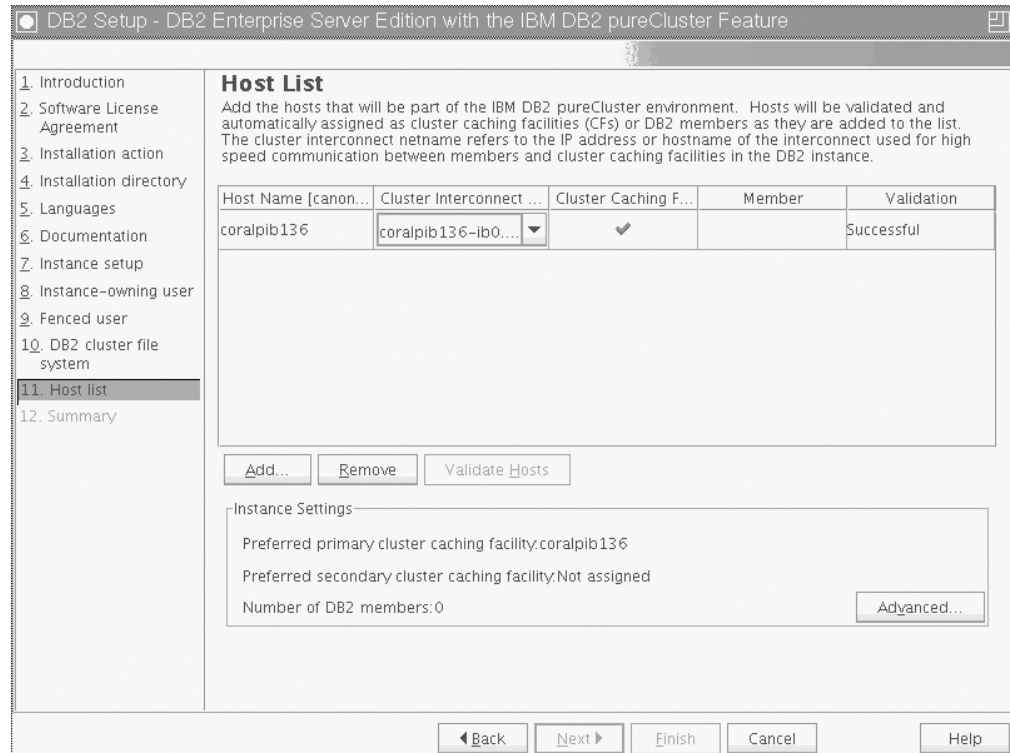 DB2 Setup - DB2 Enterprise Server Edition with the IBM DB2 pureCluster Feature
1. Introduction
2. Software License
Agreement
3. Installation action
4. Installation directory
5. Languages
6. Documentation
7. Instance setup
8. Instance-owning user
9. Fenced user
10. DB2 cluster file
system
11. Host list
12. Summary
Host List
Add the hosts that will be part of the IBM DB2 pureCluster environment. Hosts will be validated and
automatically assigned as cluster caching facilities (CFs) or DB2 members as they are added to the list.
The cluster interconnect netname refers to the IP address or hostname of the interconnect used for high
speed communication between members and cluster caching facilities in the DB2 instance.
Host Name [canon... Cluster Interconnect ... Cluster Caching F... Member Validation
coralpib136 coralpib136-ib0.... Successful
Add... Remove Validate Hosts
Instance Settings
Preferred primary cluster caching facility:coralpib136
Preferred secondary cluster caching facility:Not assigned
Number of DB2 members:0
Advanced...
Back Next Finish Cancel Help